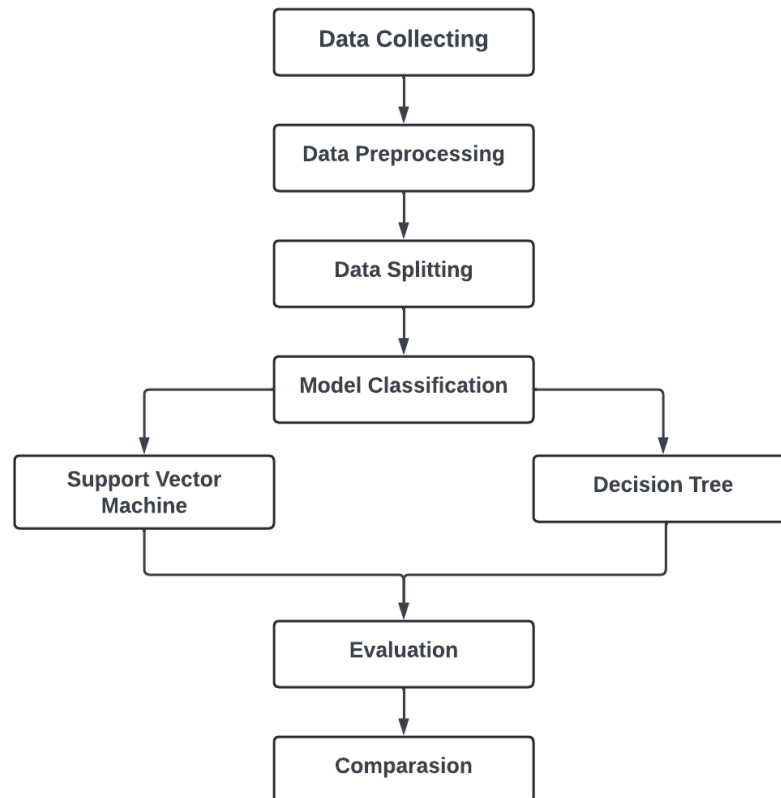 Data Collecting
Data Preprocessing
Data Splitting
Model Classification
Support Vector
Machine
Decision Tree
Evaluation
Comparasion